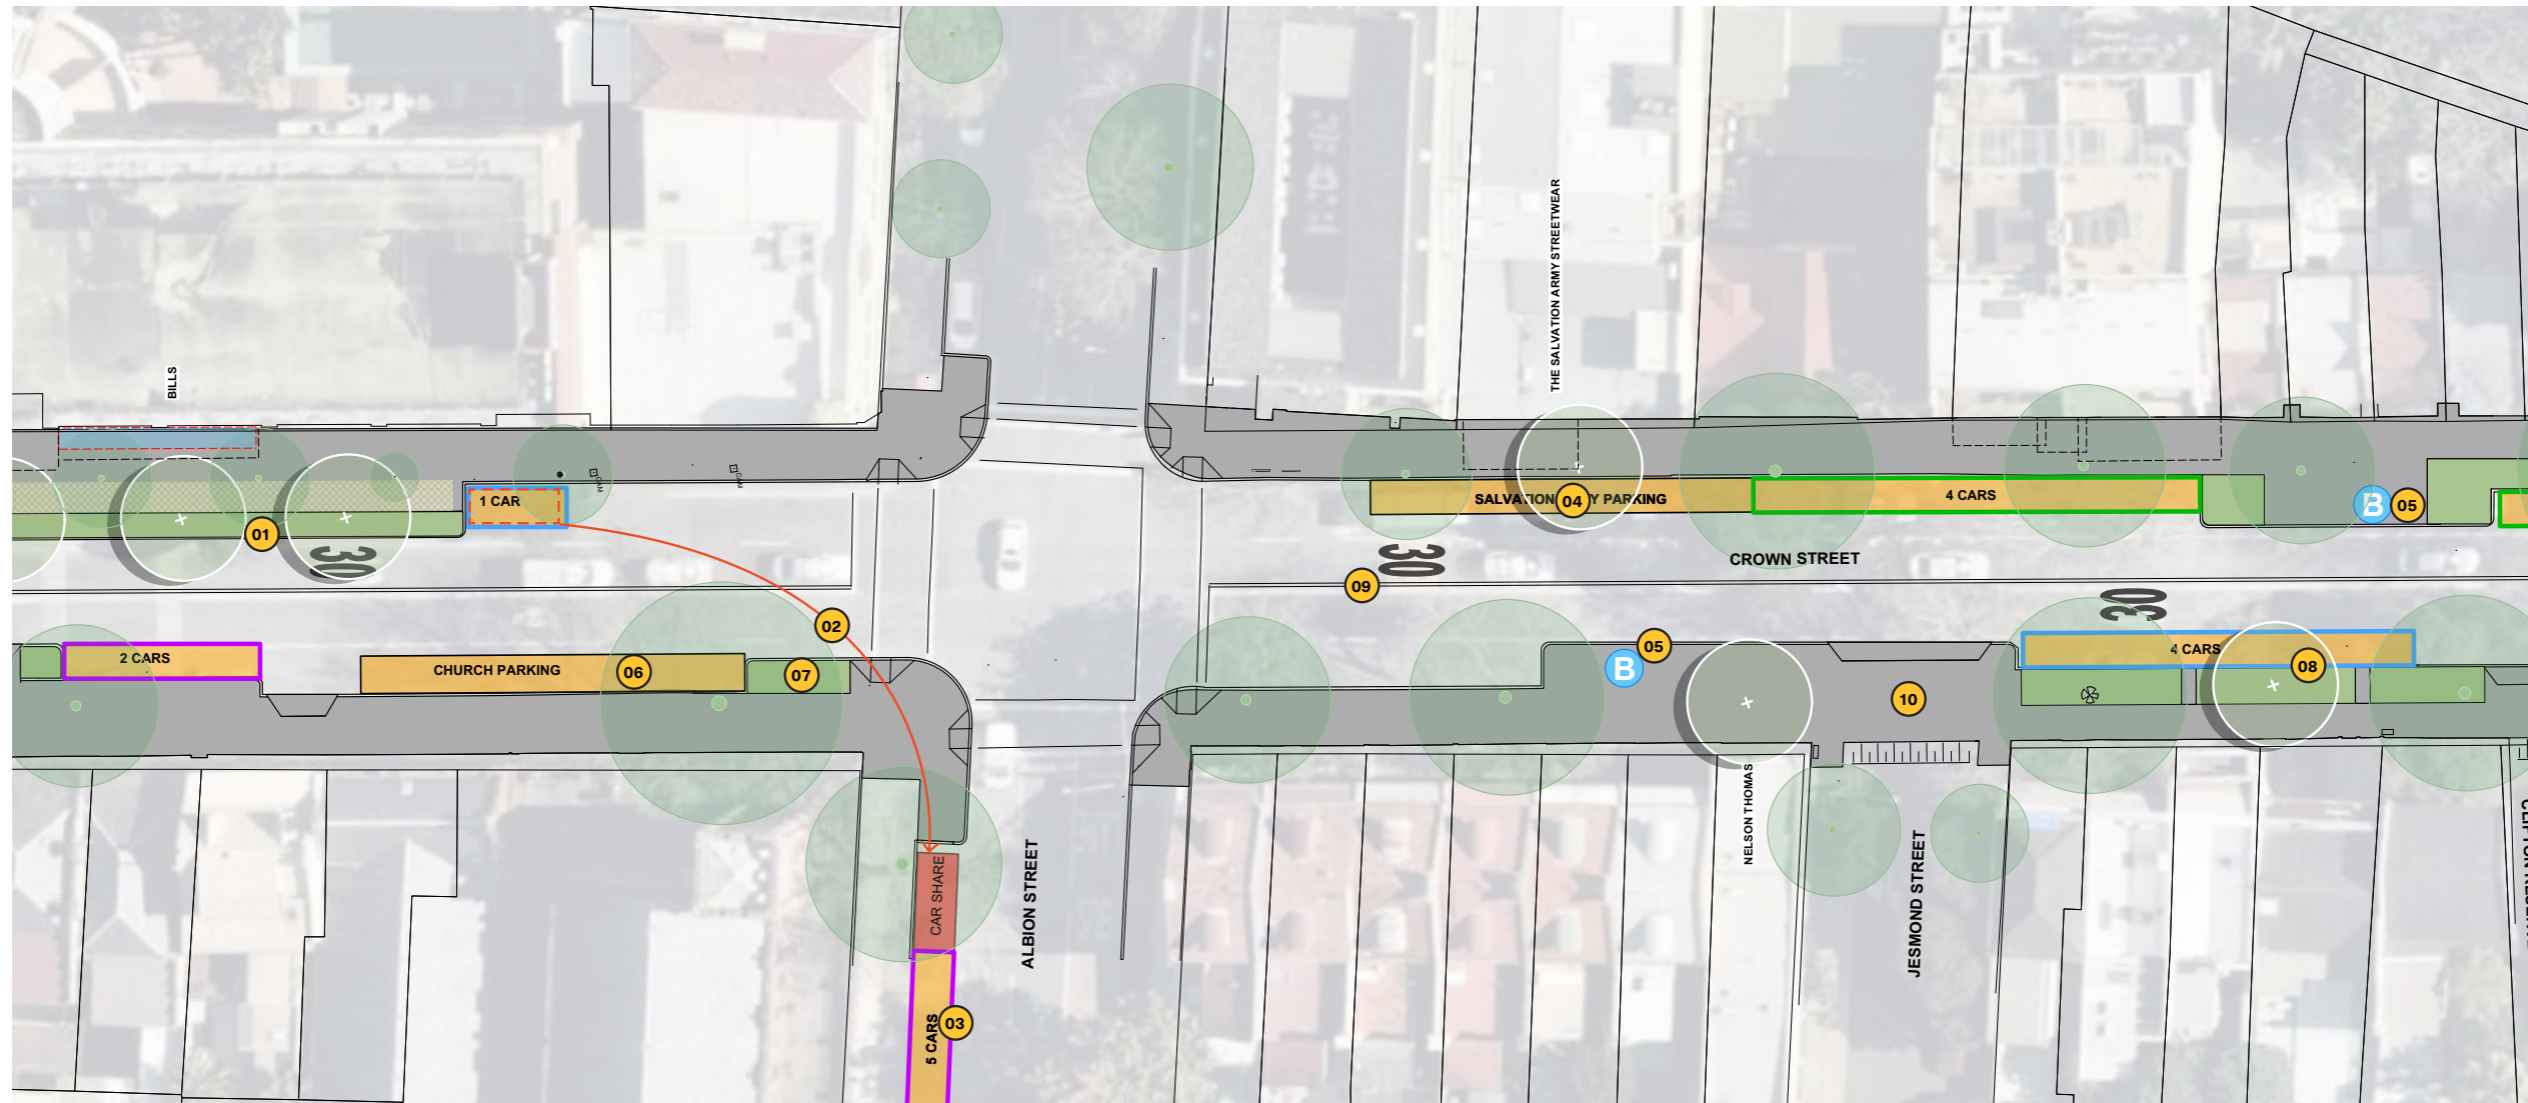 BILLS
THE SALVATION ARMY STREETWEAR
1 CAR
CAM
CAM
SALVATION
Y PARKING
04
4 CARS
B
05
01
30
30
CROWN STREET
09
30
02
05
B
2 CARS
CHURCH PARKING
06
07
4 CARS
08
10
NELSON THOMAS
JESMOND STREET
ALBION STREET
CAR SHARE
5 CARS
03